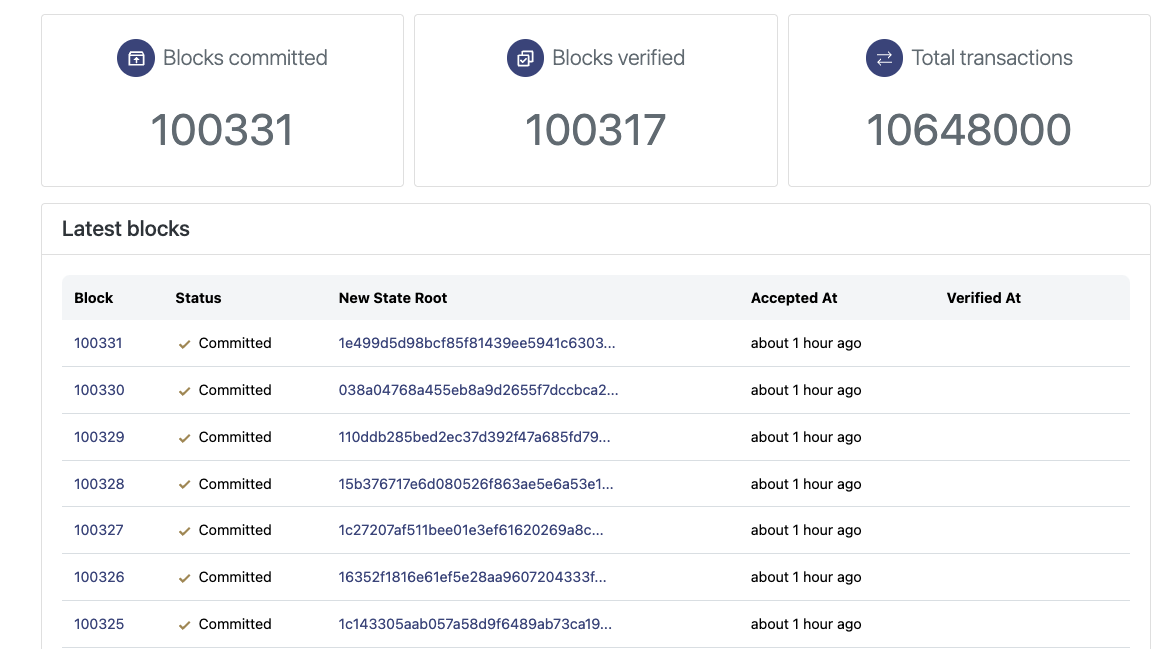 Blocks committed
Blocks verified
Total transactions
100331
100317
10648000
Latest blocks
Block Status New State Root Accepted At Verified At
100331 Committed 1e499d5d98bcf85f81439ee5941c6303... about 1 hour ago
100330 Committed 038a04768a455eb8a9d2655f7dccbca2... about 1 hour ago
100329 Committed 110ddb285bed2ec37d392f47a685fd79... about 1 hour ago
100328 Committed 15b376717e6d080526f863ae5e6a53e1... about 1 hour ago
100327 Committed 1c27207af511bee01e3ef61620269a8c... about 1 hour ago
100326 Committed 16352f1816e61ef5e28aa9607204333f... about 1 hour ago
100325 Committed 1c143305aab057a58d9f6489ab73ca19... about 1 hour ago